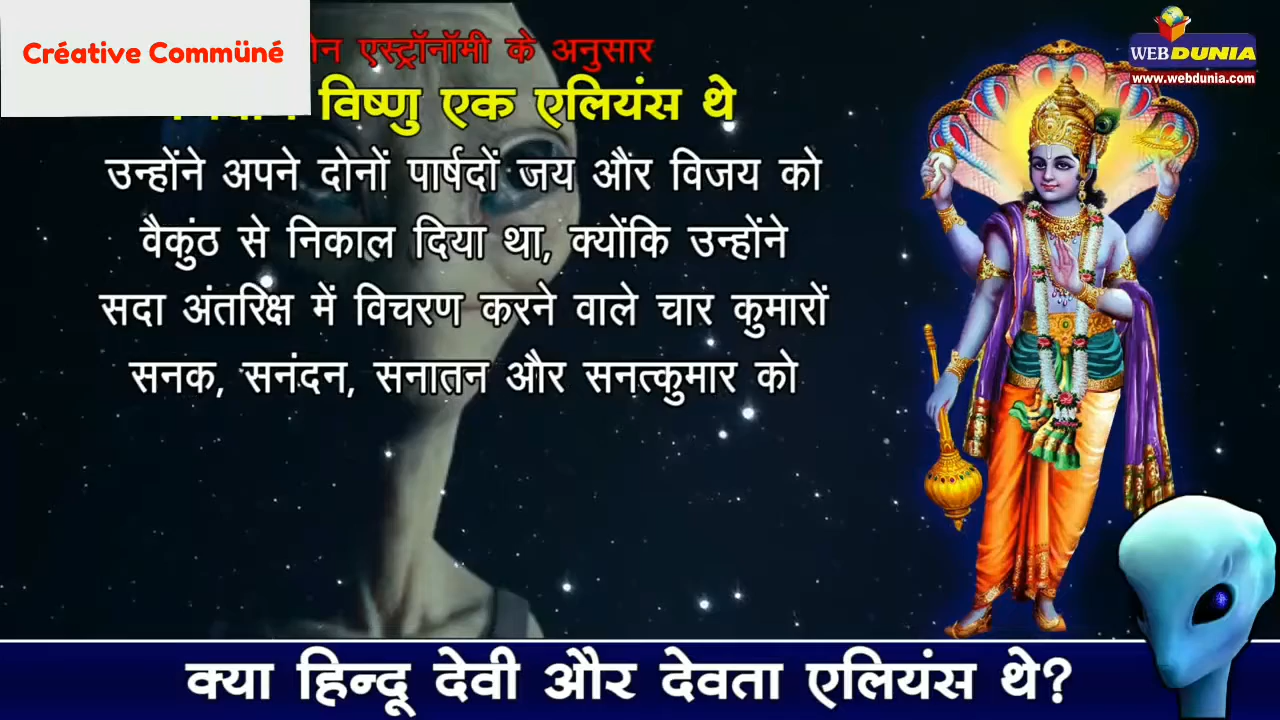 Créative Commüné
एस्ट्रॉनॉमी के अनुसार
विष्णु एक एलियंस थे
उन्होंने अपने दोनों पार्षदों जय और विजय को
वैकुंठ से निकाल दिया था, क्योंकि उन्होंने
सदा अंतरिक्ष में विचरण करने वाले चार कुमारों
सनक, सनंदन, सनातन और सनत्कुमार को
WEBDUNIA
www.webdunia.com
क्या हिन्दू देवी और देवता एलियंस थे?